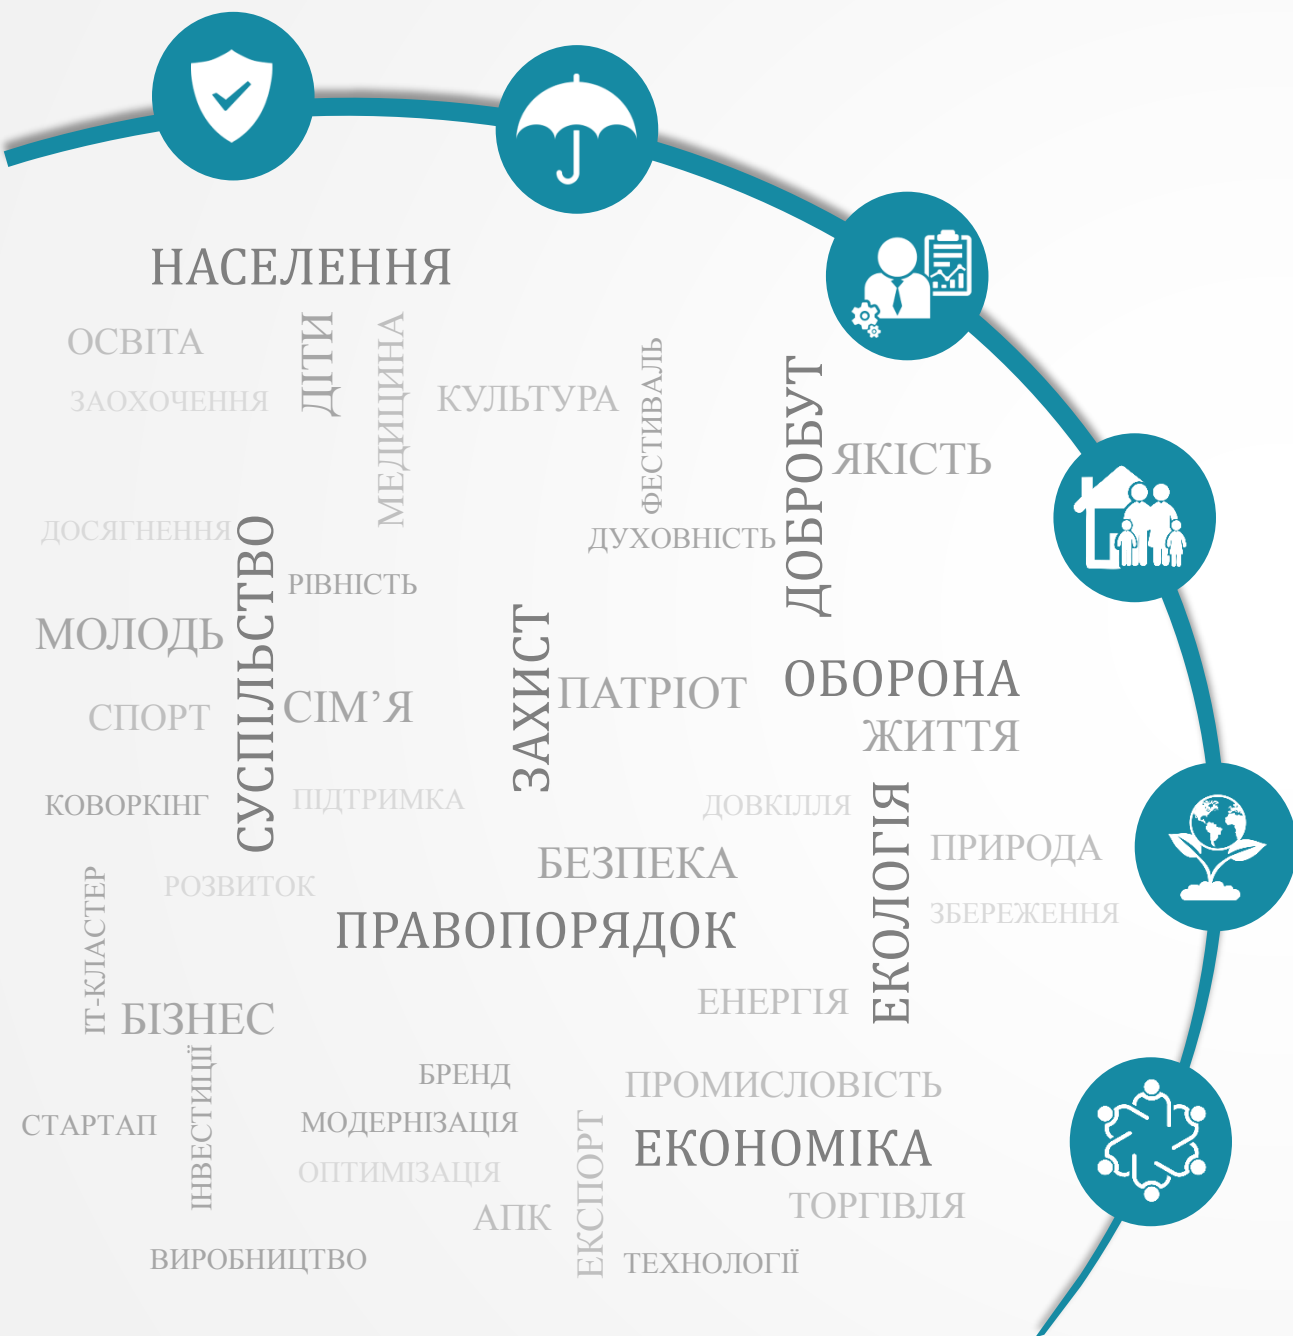 НАСЕЛЕННЯ
ОСВІТА
ДІТИ
МЕДИЦИНА
ЗАОХОЧЕННЯ
КУЛЬТУРА
ФЕСТИВАЛЬ
ДОБРОБУТ
ЯКІСТЬ
ДОСЯГНЕННЯ
СУСПІЛЬСТВО
ДУХОВНІСТЬ
РІВНІСТЬ
МОЛОДЬ
ЗАХИСТ
ОБОРОНА
СПОРТ
СІМ’Я
ПАТРІОТ
ЖИТТЯ
КОВОРКІНГ
ПІДТРИМКА
ДОВКІЛЛЯ
ЕКОЛОГІЯ
ПРИРОДА
БЕЗПЕКА
ІТ-КЛАСТЕР
РОЗВИТОК
ЗБЕРЕЖЕННЯ
ПРАВОПОРЯДОК
ЕНЕРГІЯ
БІЗНЕС
ІНВЕСТИЦІЇ
БРЕНД
ПРОМИСЛОВІСТЬ
СТАРТАП
МОДЕРНІЗАЦІЯ
ЕКСПОРТ
ЕКОНОМІКА
ОПТИМІЗАЦІЯ
АПК
ТОРГІВЛЯ
ВИРОБНИЦТВО
ТЕХНОЛОГІЇ